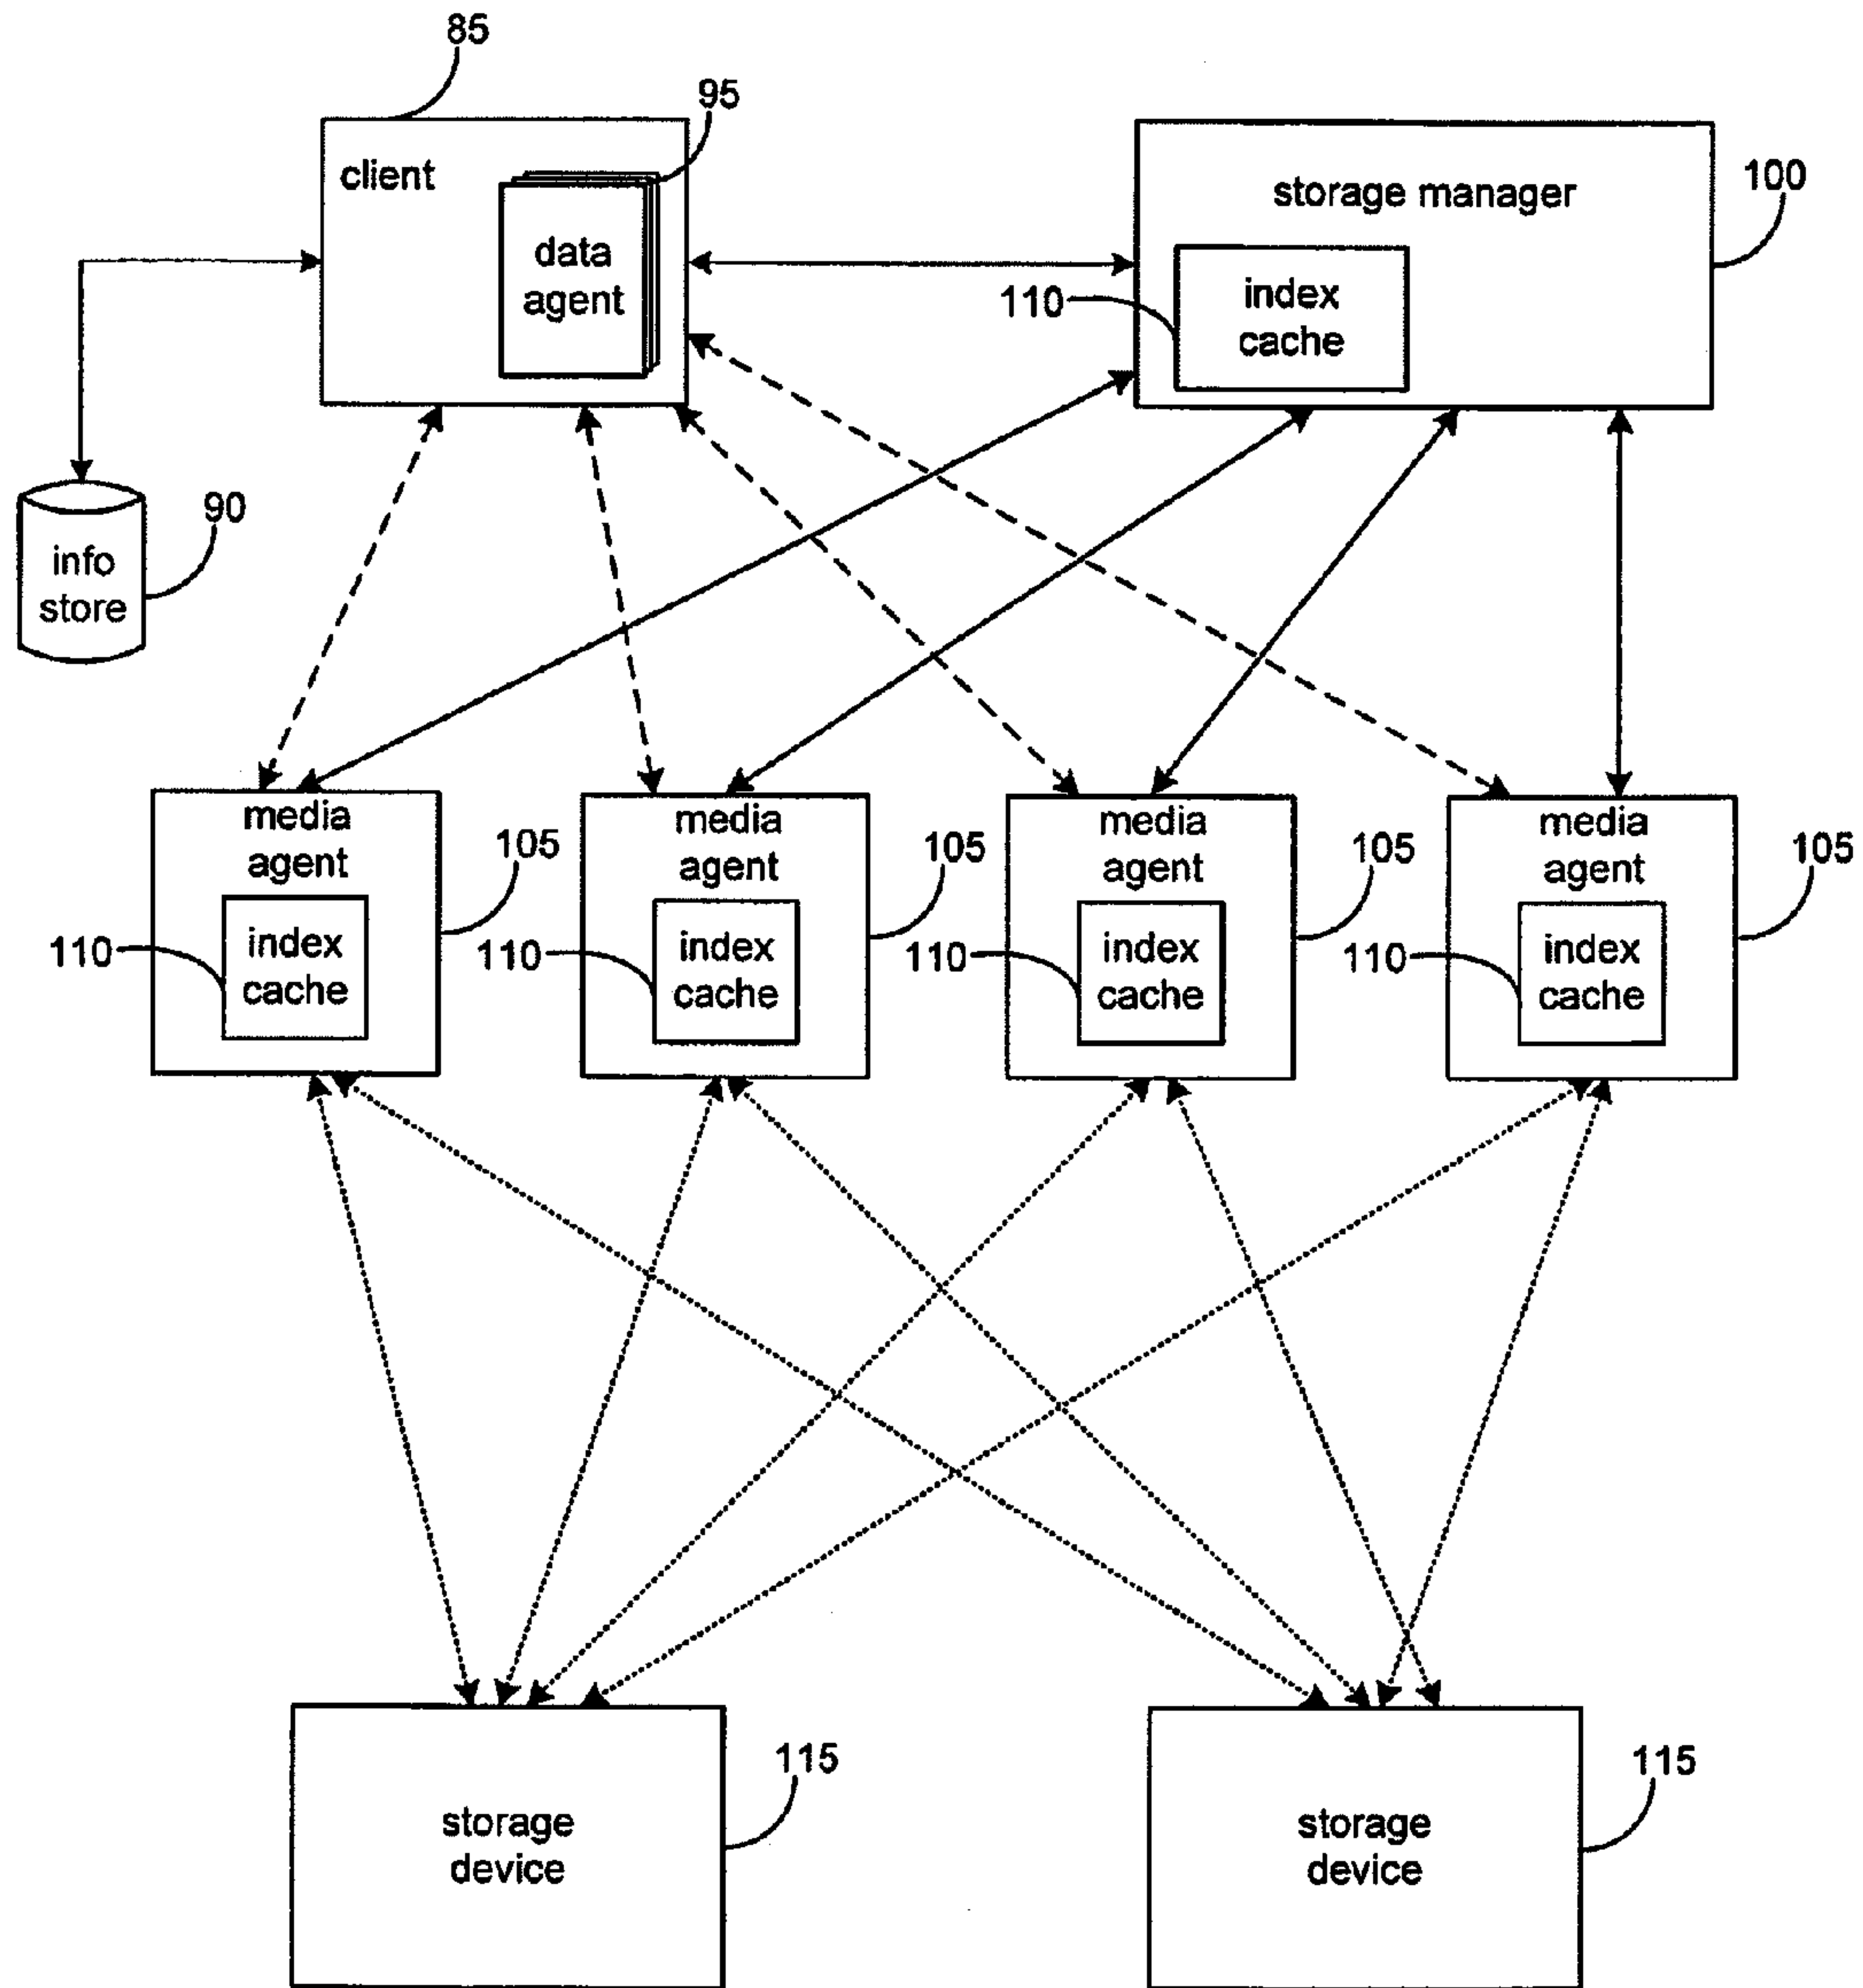 85
95
client
data
agent
storage manager
100
110
index
cache
90
info
store
media
agent
105
110
index
cache
media
agent
105
110
index
cache
media
agent
105
110
index
cache
media
agent
105
110
index
cache
storage
device
115
storage
device
115